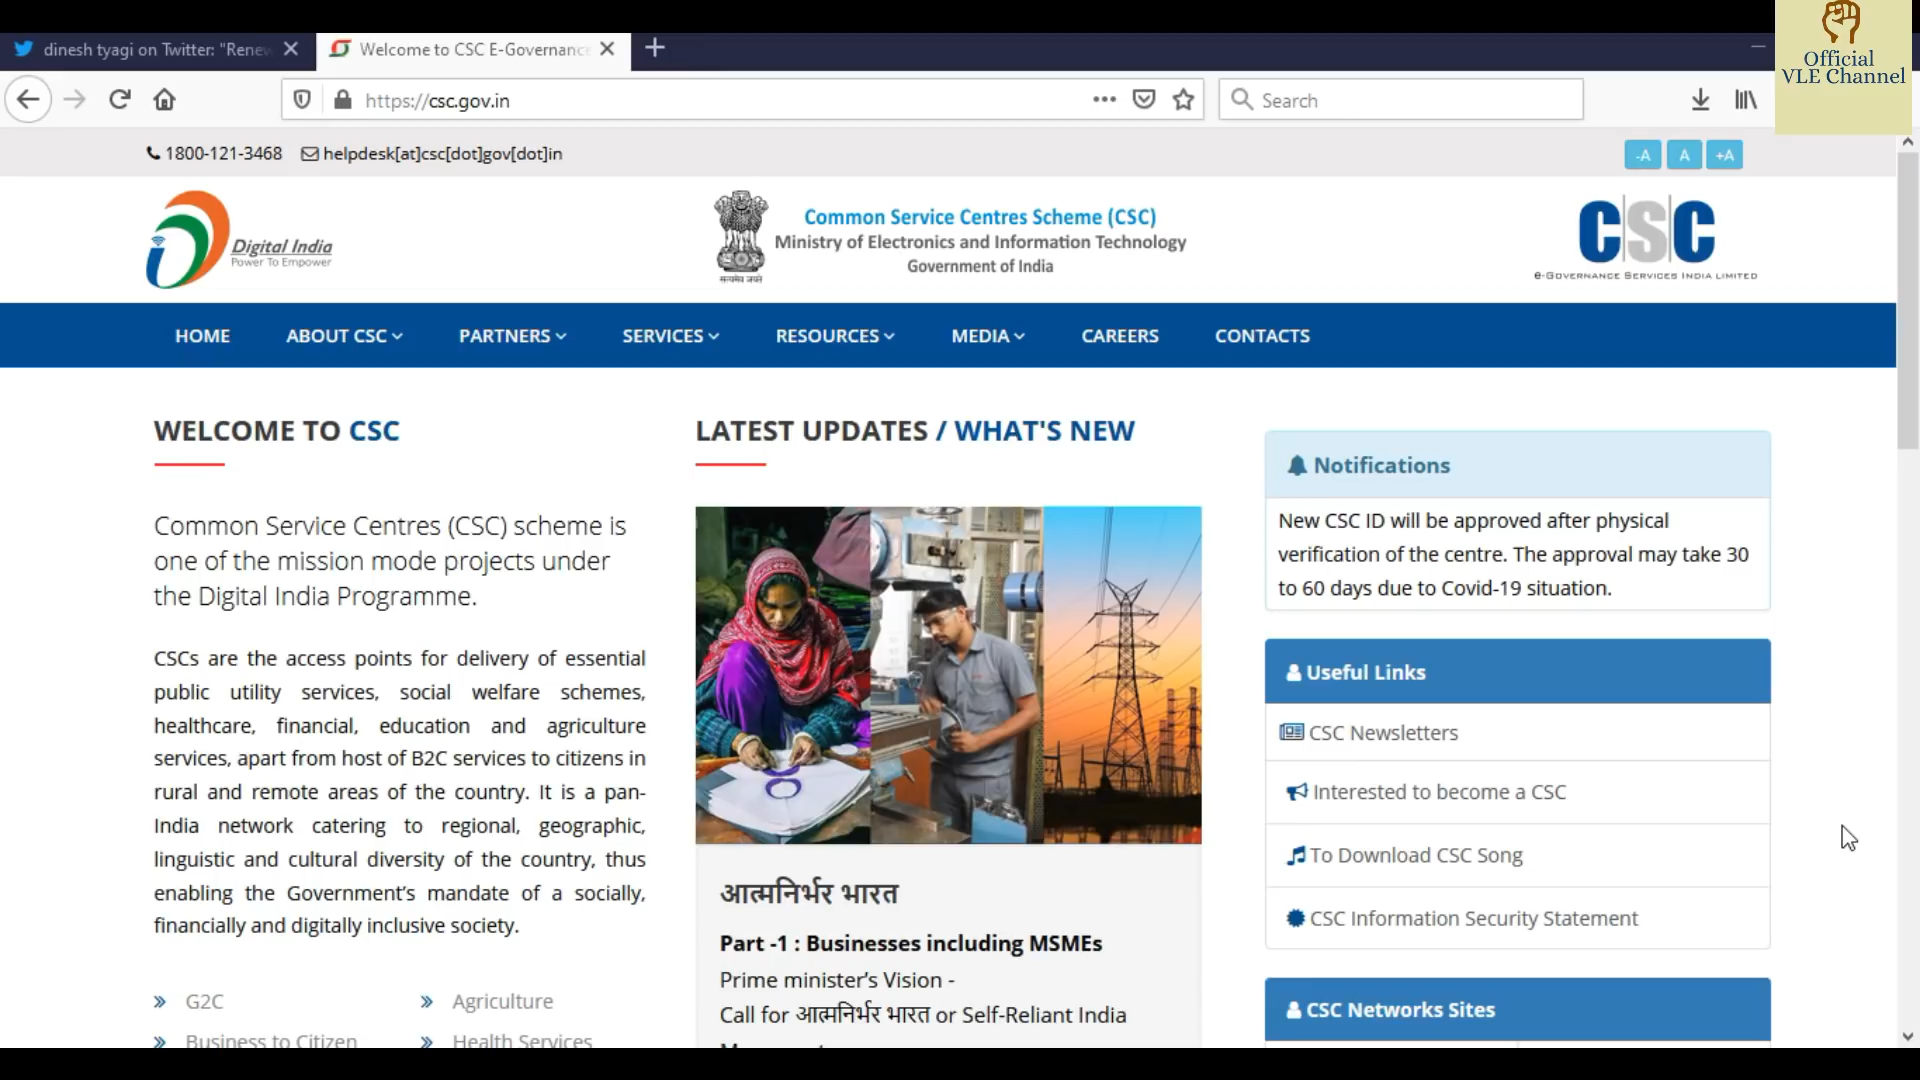 Official
VLE Channel
dinesh tyagi on Twitter: "Renew
Welcome to CSC E-Governance
https://csc.gov.in
Search
1800-121-3468 helpdesk[at]csc[dot]gov[dot]in
-A A +A
Digital India
Power To Empower
सत्यमेव जयते
Common Service Centres Scheme (CSC)
Ministry of Electronics and Information Technology
Government of India
CSC
e-Governance Services India Limited
HOME ABOUT CSC PARTNERS SERVICES RESOURCES MEDIA CAREERS CONTACTS
WELCOME TO CSC
Common Service Centres (CSC) scheme is
one of the mission mode projects under
the Digital India Programme.
CSCs are the access points for delivery of essential
public utility services, social welfare schemes,
healthcare, financial, education and agriculture
services, apart from host of B2C services to citizens in
rural and remote areas of the country. It is a pan-
India network catering to regional, geographic,
linguistic and cultural diversity of the country, thus
enabling the Government's mandate of a socially,
financially and digitally inclusive society.
» G2C » Agriculture
» Business to Citizen » Health Services
LATEST UPDATES / WHAT'S NEW
आत्मनिर्भर भारत
Part -1 : Businesses including MSMEs
Prime minister's Vision -
Call for आत्मनिर्भर भारत or Self-Reliant India
Notifications
New CSC ID will be approved after physical
verification of the centre. The approval may take 30
to 60 days due to Covid-19 situation.
Useful Links
CSC Newsletters
Interested to become a CSC
To Download CSC Song
CSC Information Security Statement
CSC Networks Sites